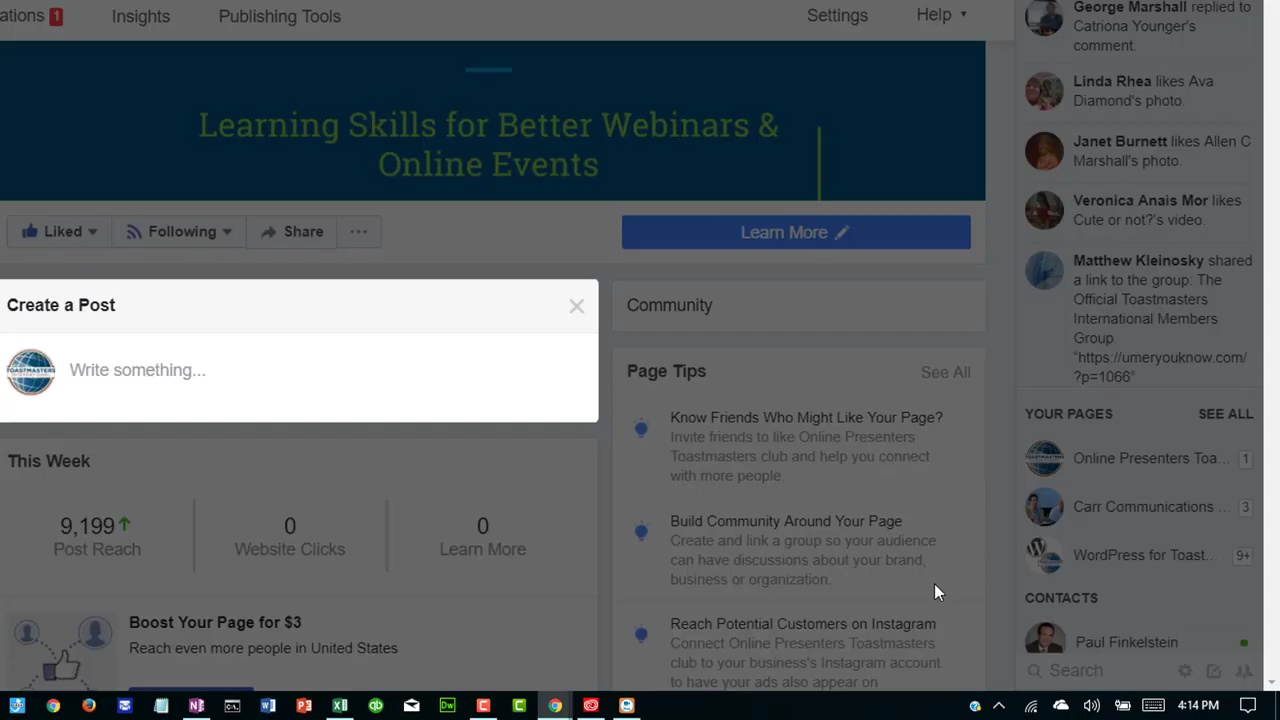 ations 1 Insights Publishing Tools Settings Help
Learning Skills for Better Webinars &
Online Events
Liked Following Share ... Learn More
Create a Post
TOASTMASTERS
Write something...
This Week
9,199 0 0
Post Reach Website Clicks Learn More
Boost Your Page for $3
Reach even more people in United States
Community
Page Tips See All
Know Friends Who Might Like Your Page?
Invite friends to like Online Presenters
Toastmasters club and help you connect
with more people
Build Community Around Your Page
Create and link a group so your audience
can have discussions about your brand,
business or organization.
Reach Potential Customers on Instagram
Connect Online Presenters Toastmasters
club to your business's Instagram account
to have your ads also appear on
George Marshall replied to
Catriona Younger's
comment.
Linda Rhea likes Ava
Diamond's photo.
Janet Burnett likes Allen C
Marshall's photo.
Veronica Anais Mor likes
Cute or not?'s video.
Matthew Kleinosky shared
a link to the group: The
Official Toastmasters
International Members
Group.
"https://umeryouknow.com/
?p=1066"
YOUR PAGES SEE ALL
Online Presenters Toa... 1
Carr Communications ... 3
WordPress for Toast... 9+
CONTACTS
Paul Finkelstein
Search
4:14 PM